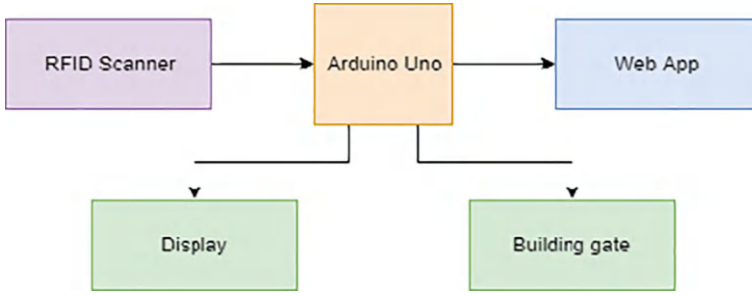 RFID Scanner
Arduino Uno
Web App
Display
Building gate